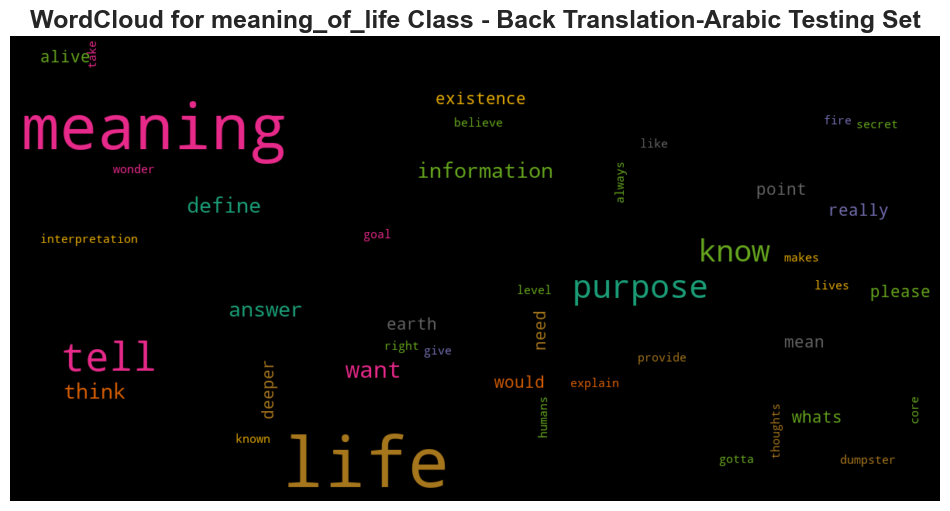 WordCloud for meaning_of_life Class - Back Translation-Arabic Testing Set
alive
take
existence
meaning
believe
fire
secret
like
wonder
information
always
point
define
really
interpretation
goal
know
makes
purpose
level
lives
please
answer
earth
need
right
give
mean
tell
want
provide
think
deeper
would
explain
humans
thoughts
whats
core
known
life
gotta
dumpster